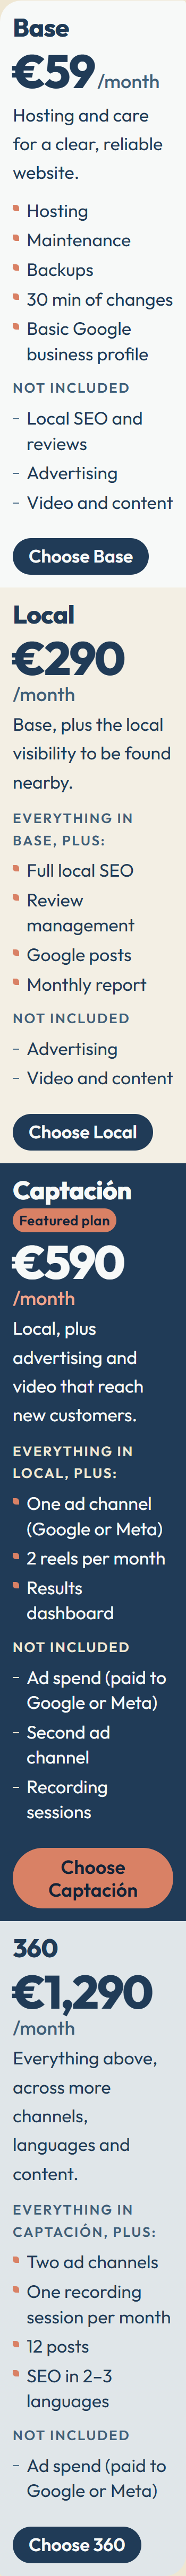 Base
€59 /month
Hosting and care
for a clear, reliable
website.
Hosting
Maintenance
Backups
30 min of changes
Basic Google
business profile
NOT INCLUDED
– Local SEO and
reviews
– Advertising
– Video and content
Choose Base
Local
€290
/month
Base, plus the local
visibility to be found
nearby.
EVERYTHING IN
BASE, PLUS:
Full local SEO
Review
management
Google posts
Monthly report
NOT INCLUDED
– Advertising
– Video and content
Choose Local
Captación
Featured plan
€590
/month
Local, plus
advertising and
video that reach
new customers.
EVERYTHING IN
LOCAL, PLUS:
One ad channel
(Google or Meta)
2 reels per month
Results
dashboard
NOT INCLUDED
– Ad spend (paid to
Google or Meta)
– Second ad
channel
– Recording
sessions
Choose
Captación
360
€1,290
/month
Everything above,
across more
channels,
languages and
content.
EVERYTHING IN
CAPTACIÓN, PLUS:
Two ad channels
One recording
session per month
12 posts
SEO in 2–3
languages
NOT INCLUDED
– Ad spend (paid to
Google or Meta)
Choose 360